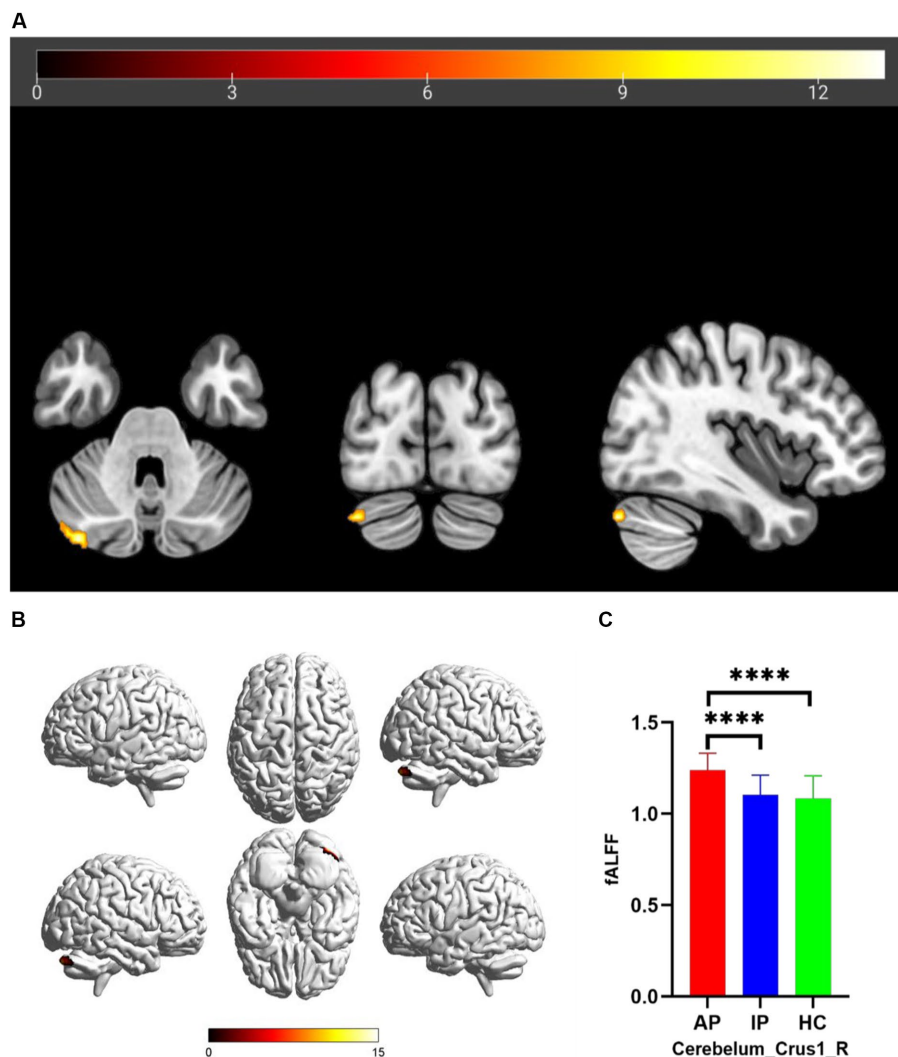 A
0 3 6 9 12
B
C
0 15
**** 
****
1.5
1.0
0.5
0.0
fALFF
AP IP HC
Cerebelum_Crus1_R